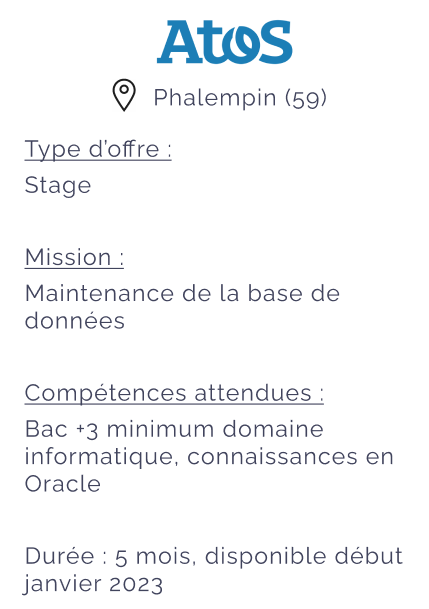 Atos
Phalempin (59)
Type d’offre :
Stage
Mission :
Maintenance de la base de
données
Compétences attendues :
Bac +3 minimum domaine
informatique, connaissances en
Oracle
Durée : 5 mois, disponible début
janvier 2023